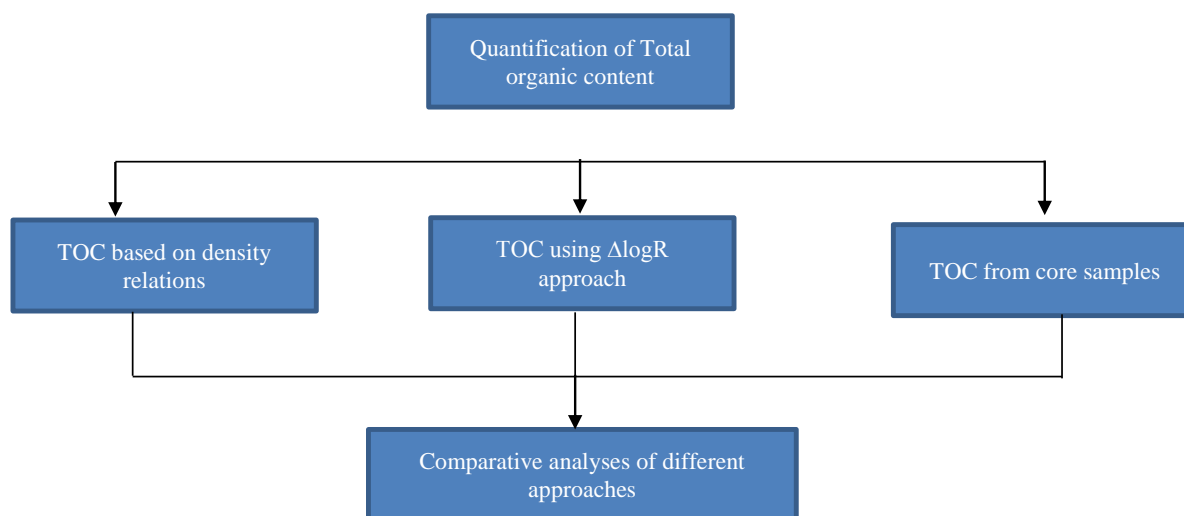 Quantification of Total
organic content
TOC based on density
relations
TOC using ΔlogR
approach
TOC from core samples
Comparative analyses of different
approaches